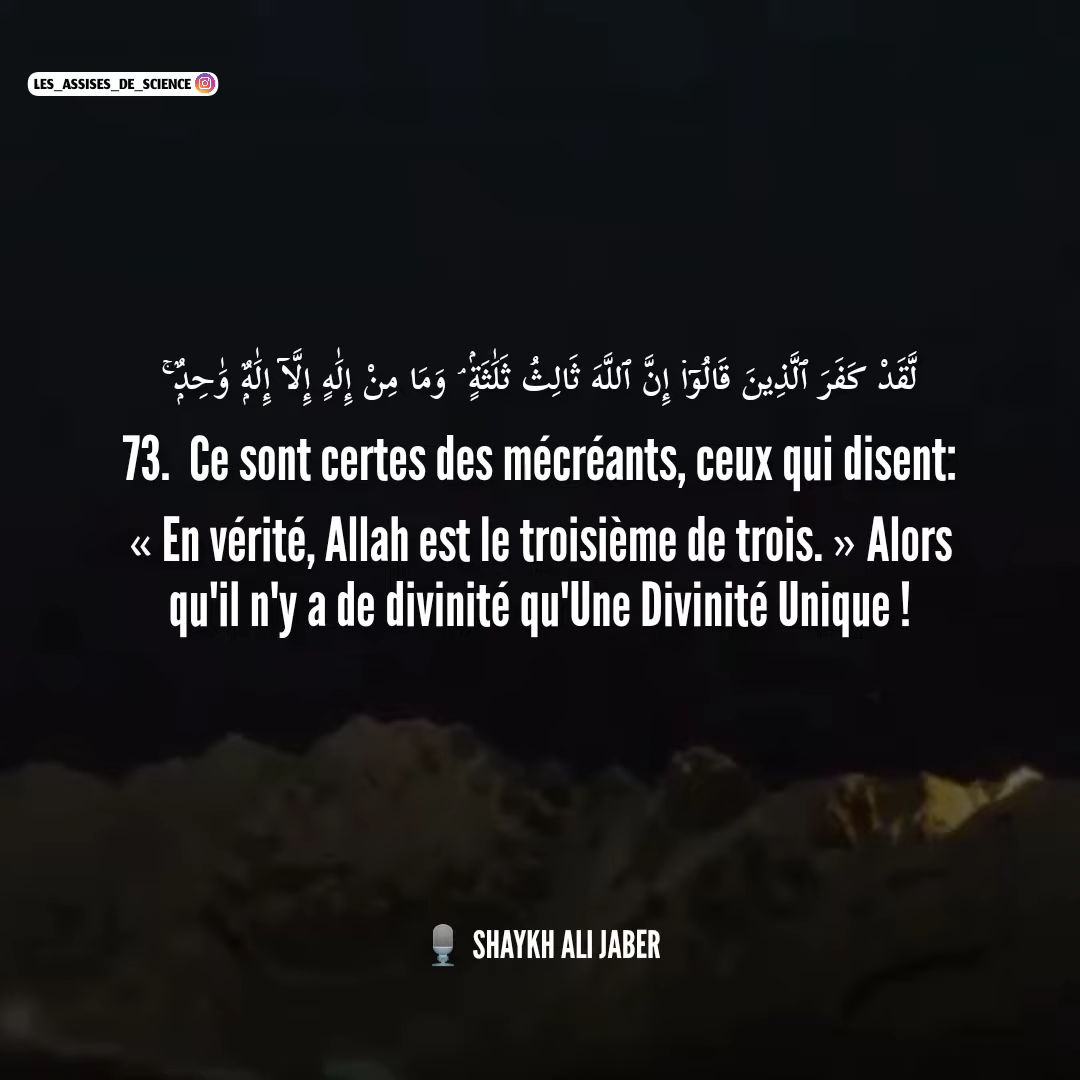 LES_ASSISES_DE_SCIENCE
لَّقَدْ كَفَرَ ٱلَّذِينَ قَالُوٓا۟ إِنَّ ٱللَّهَ ثَالِثُ ثَلَٰثَةٍۢ ۘ وَمَا مِنْ إِلَٰهٍ إِلَّآ إِلَٰهٌۭ وَٰحِدٌۭ ۚ
73. Ce sont certes des mécréants, ceux qui disent:
« En vérité, Allah est le troisième de trois. » Alors
qu'il n'y a de divinité qu'Une Divinité Unique !
SHAYKH ALI JABER